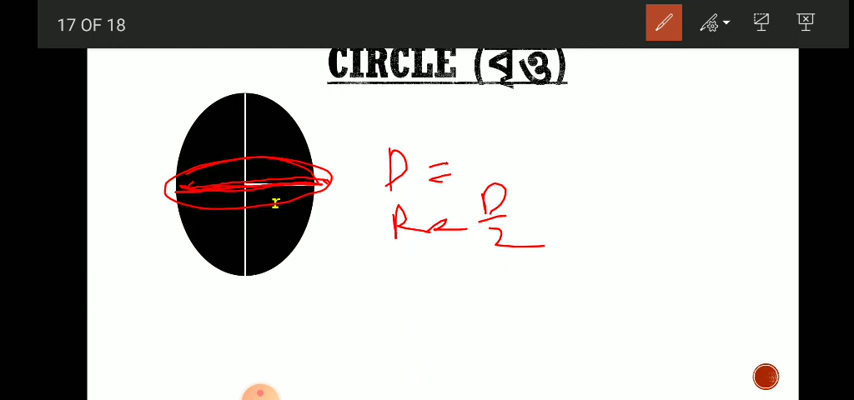 17 OF 18
CIRCLE (বৃত্ত)
D =
r
R = D/2